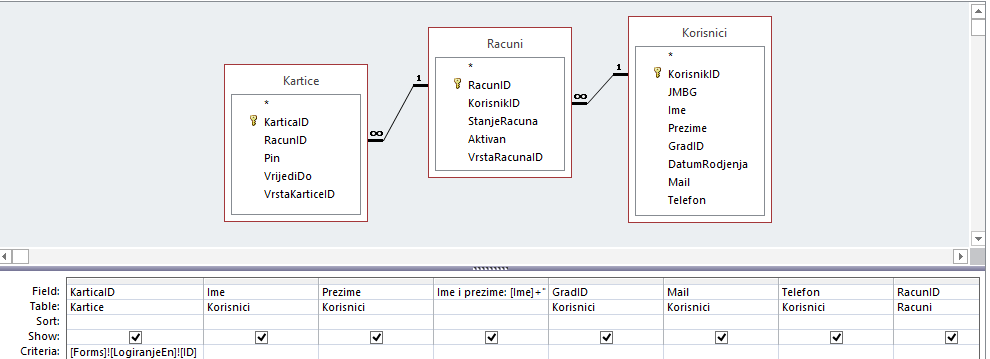 Kartice
*
KarticaID
RacunID
Pin
VrijediDo
VrstaKarticeID
1
∞
Racuni
*
RacunID
KorisnikID
StanjeRacuna
Aktivan
VrstaRacunaID
1
∞
Korisnici
*
KorisnikID
JMBG
Ime
Prezime
GradID
DatumRodjenja
Mail
Telefon
Field: KarticaID Ime Prezime Ime i prezime: [Ime]+" GradID Mail Telefon RacunID
Table: Kartice Korisnici Korisnici Korisnici Korisnici Korisnici Racuni
Sort:
Show:
Criteria: [Forms]![LogiranjeEn]![ID]